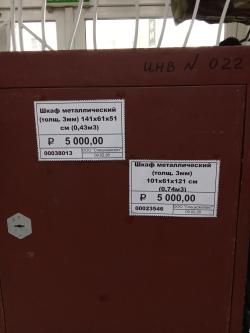 ИНВ N 022
Шкаф металлический
(толщ. 3мм) 141х61х51
см (0,43м3)
₽ 5 000,00
00038013
Шкаф металлический
(толщ. 3мм)
101х61х121 см
(0,74м3)
₽ 5 000,00
00023546